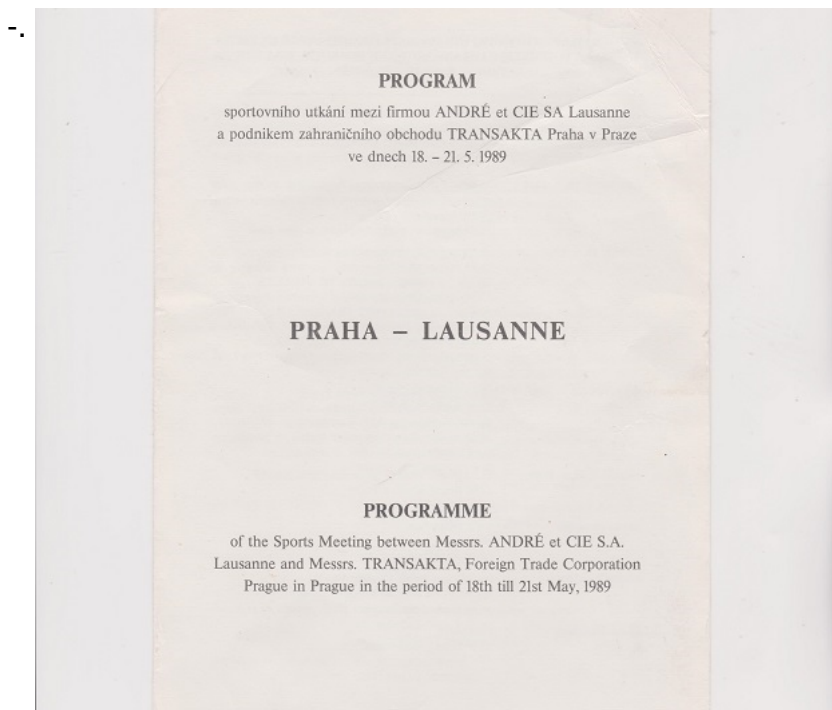 -.
PROGRAM
sportovního utkání mezi firmou ANDRÉ et CIE SA Lausanne
a podnikem zahraničního obchodu TRANSAKTA Praha v Praze
ve dnech 18. – 21. 5. 1989
PRAHA – LAUSANNE
PROGRAMME
of the Sports Meeting between Messrs. ANDRÉ et CIE S.A.
Lausanne and Messrs. TRANSAKTA, Foreign Trade Corporation
Prague in Prague in the period of 18th till 21st May, 1989